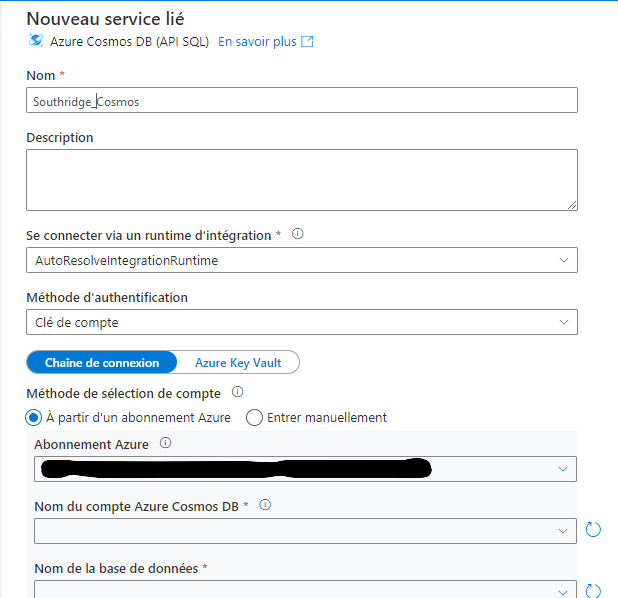 Nouveau service lié
Azure Cosmos DB (API SQL) En savoir plus
Nom *
Southridge_Cosmos
Description
Se connecter via un runtime d'intégration *
AutoResolveIntegrationRuntime
Méthode d'authentification
Clé de compte
Chaîne de connexion Azure Key Vault
Méthode de sélection de compte
À partir d'un abonnement Azure Entrer manuellement
Abonnement Azure
Nom du compte Azure Cosmos DB *
Nom de la base de données *